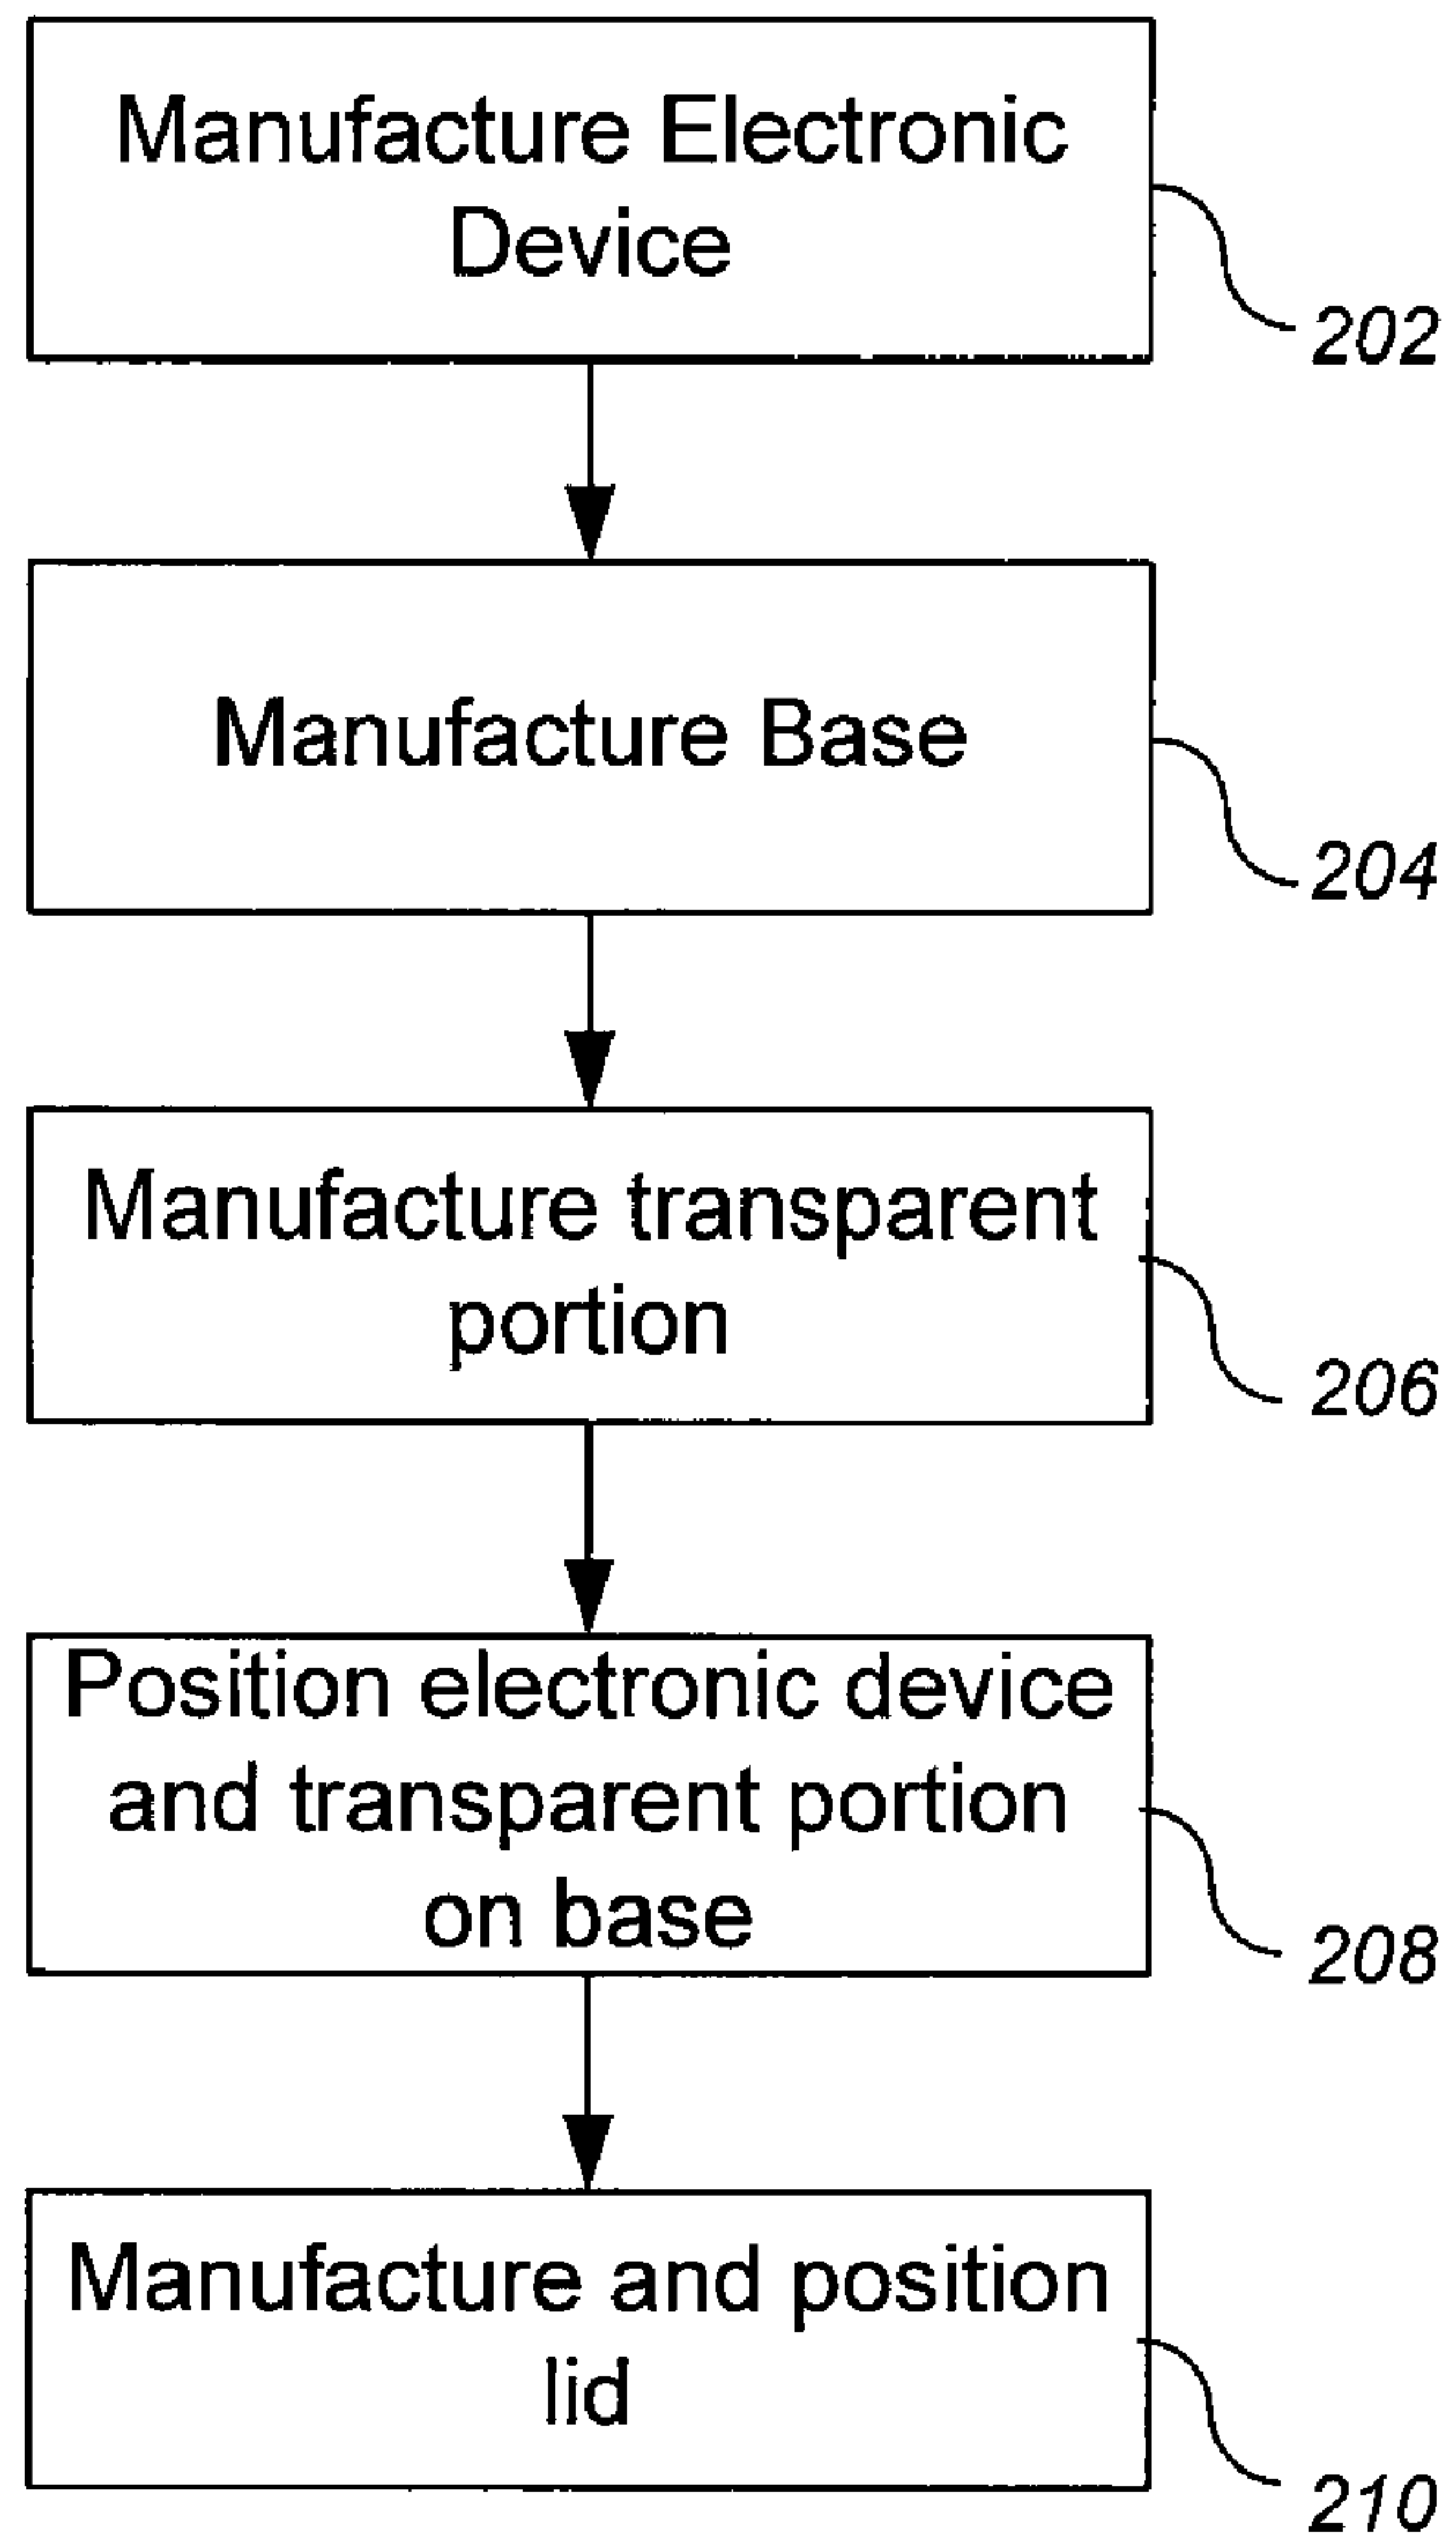 Manufacture Electronic
Device
202
Manufacture Base
204
Manufacture transparent
portion
206
Position electronic device
and transparent portion
on base
208
Manufacture and position
lid
210